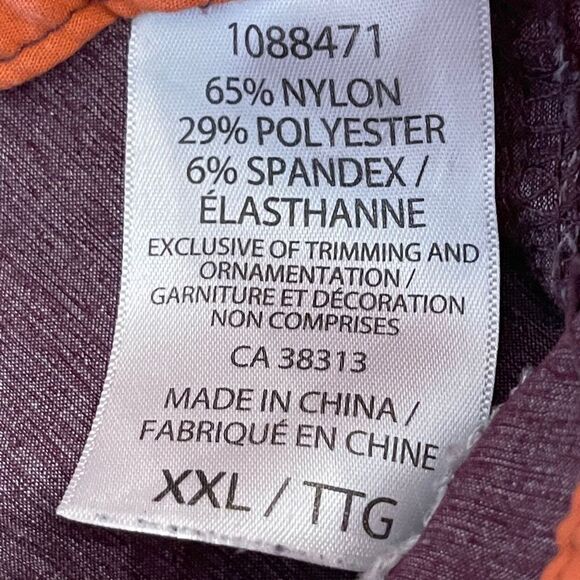 1088471
65% NYLON
29% POLYESTER
6% SPANDEX /
ÉLASTHANNE
EXCLUSIVE OF TRIMMING AND
ORNAMENTATION /
GARNITURE ET DÉCORATION
NON COMPRISES
CA 38313
MADE IN CHINA /
FABRIQUÉ EN CHINE
XXL / TTG